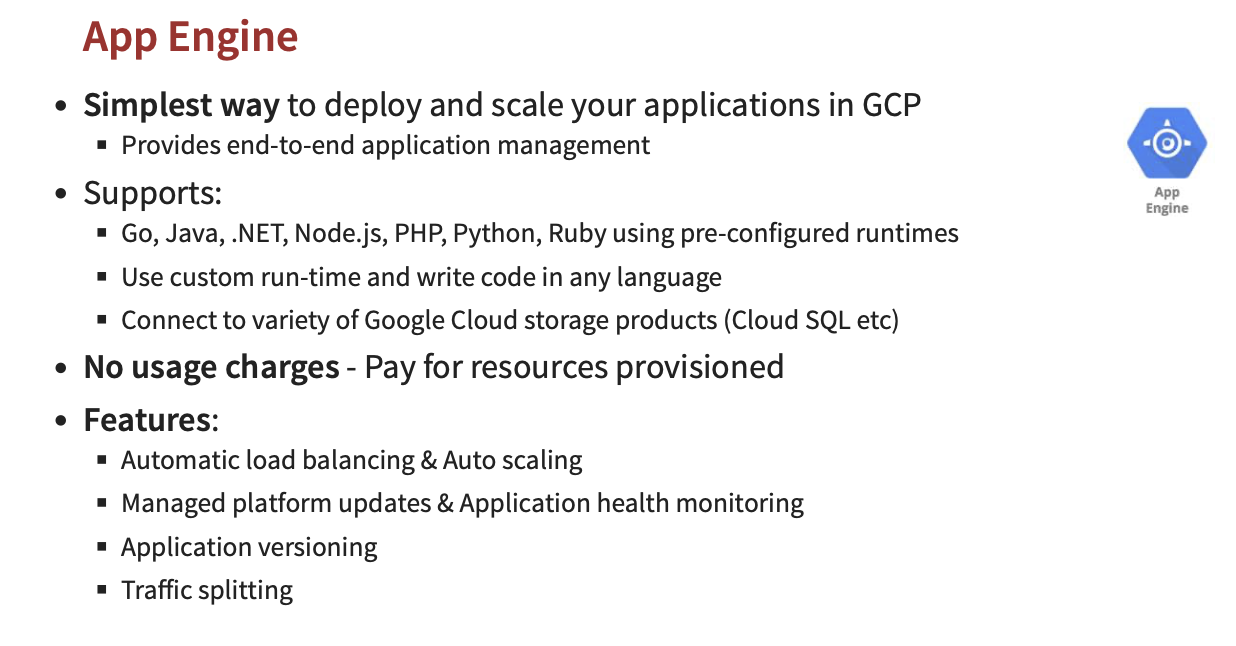 App Engine
• Simplest way to deploy and scale your applications in GCP
▪ Provides end-to-end application management
• Supports:
▪ Go, Java, .NET, Node.js, PHP, Python, Ruby using pre-configured runtimes
▪ Use custom run-time and write code in any language
▪ Connect to variety of Google Cloud storage products (Cloud SQL etc)
• No usage charges - Pay for resources provisioned
• Features:
▪ Automatic load balancing & Auto scaling
▪ Managed platform updates & Application health monitoring
▪ Application versioning
▪ Traffic splitting
App
Engine